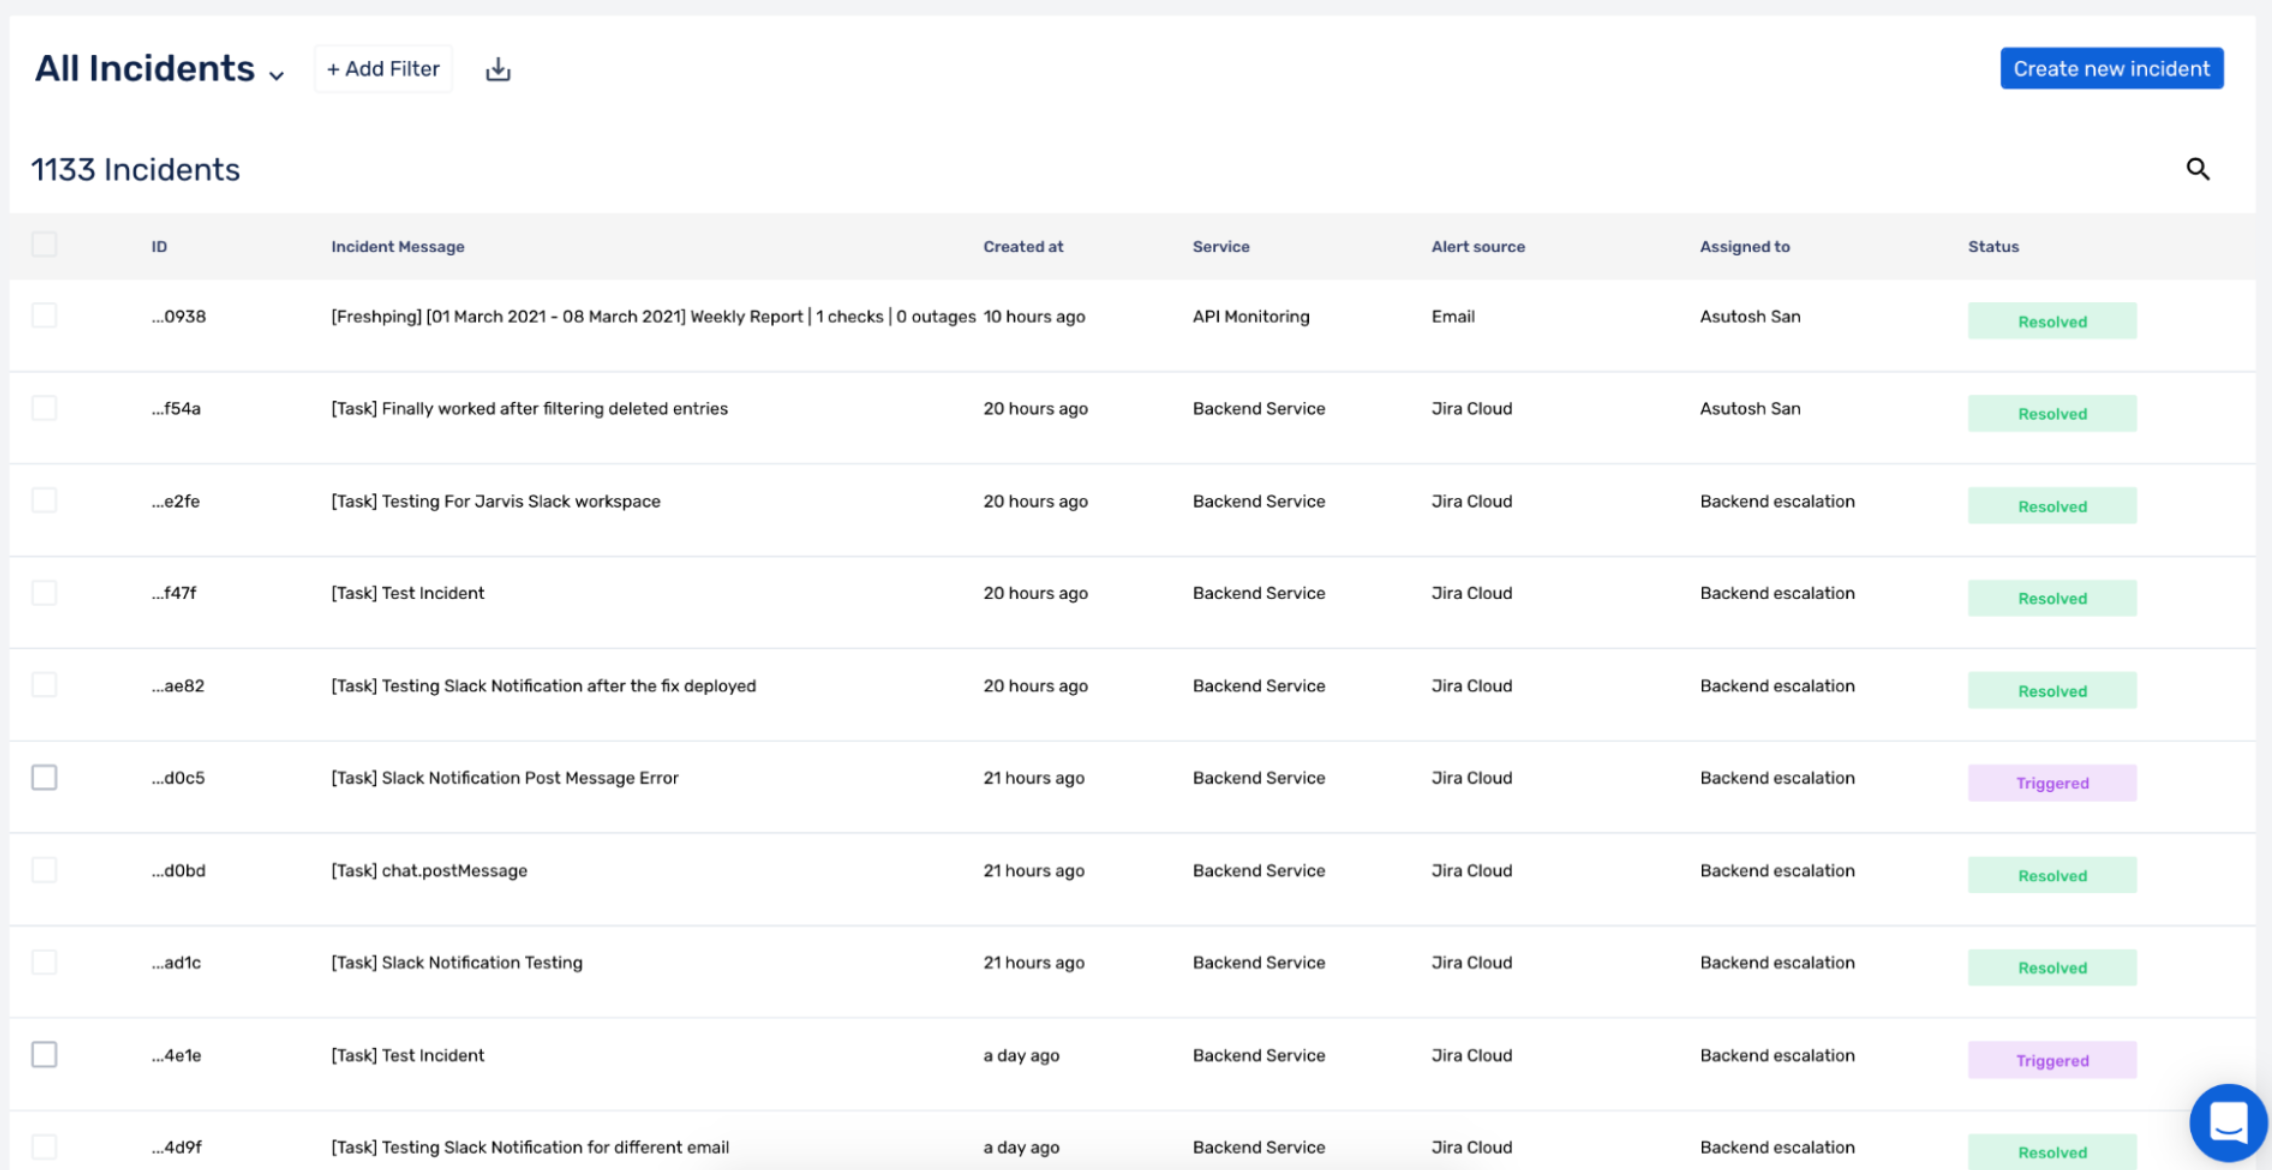 All Incidents + Add Filter Create new incident
1133 Incidents
ID Incident Message Created at Service Alert source Assigned to Status
...0938 [Freshping] [01 March 2021 - 08 March 2021] Weekly Report | 1 checks | 0 outages 10 hours ago API Monitoring Email Asutosh San Resolved
...f54a [Task] Finally worked after filtering deleted entries 20 hours ago Backend Service Jira Cloud Asutosh San Resolved
...e2fe [Task] Testing For Jarvis Slack workspace 20 hours ago Backend Service Jira Cloud Backend escalation Resolved
...f47f [Task] Test Incident 20 hours ago Backend Service Jira Cloud Backend escalation Resolved
...ae82 [Task] Testing Slack Notification after the fix deployed 20 hours ago Backend Service Jira Cloud Backend escalation Resolved
...d0c5 [Task] Slack Notification Post Message Error 21 hours ago Backend Service Jira Cloud Backend escalation Triggered
...d0bd [Task] chat.postMessage 21 hours ago Backend Service Jira Cloud Backend escalation Resolved
...ad1c [Task] Slack Notification Testing 21 hours ago Backend Service Jira Cloud Backend escalation Resolved
...4e1e [Task] Test Incident a day ago Backend Service Jira Cloud Backend escalation Triggered
...4d9f [Task] Testing Slack Notification for different email a day ago Backend Service Jira Cloud Backend escalation Resolved